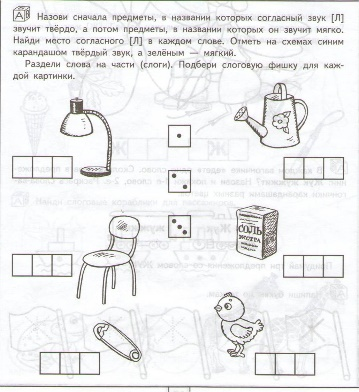 Назови сначала предметы, в названии которых согласный звук [Л]
звучит твёрдо, а потом предметы, в названии которых он звучит мягко.
Найди место согласного [Л] в каждом слове. Отметь на схемах синим
карандашом твёрдый звук, а зелёным — мягкий.
Раздели слова на части (слоги). Подбери слоговую фишку для каж-
дой картинки.
СОЛЬ
ЭКСТРА